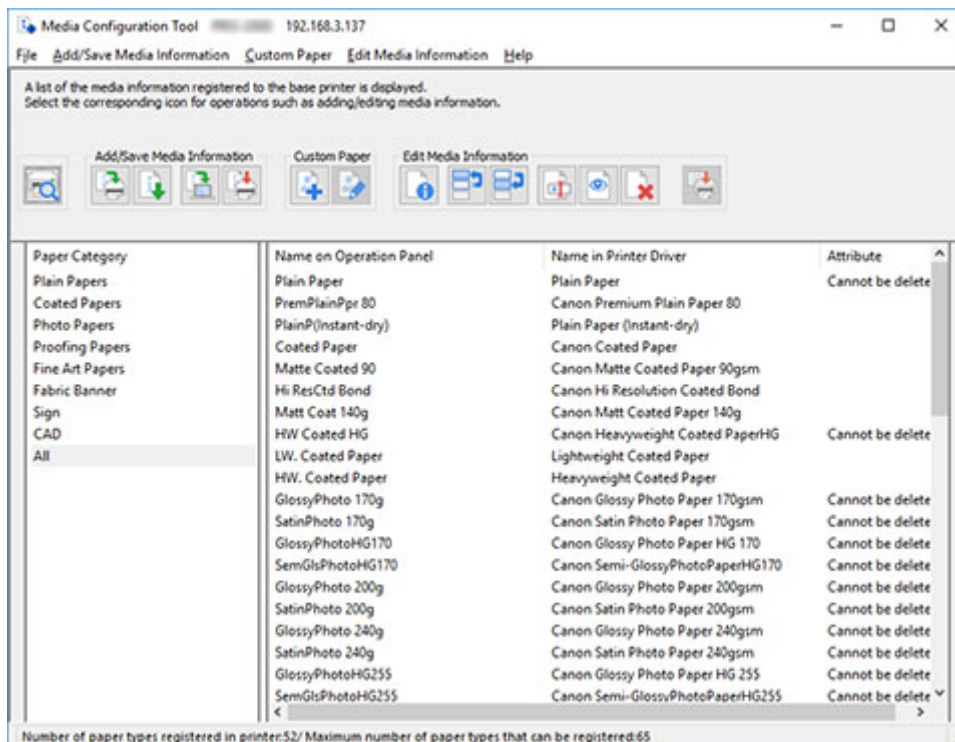 Media Configuration Tool 192.168.3.137
File Add/Save Media Information Custom Paper Edit Media Information Help
A list of the media information registered to the base printer is displayed.
Select the corresponding icon for operations such as adding/editing media information.
Add/Save Media Information Custom Paper Edit Media Information
Paper Category
Plain Papers
Coated Papers
Photo Papers
Proofing Papers
Fine Art Papers
Fabric Banner
Sign
CAD
All
Name on Operation Panel Name in Printer Driver Attribute
Plain Paper Plain Paper Cannot be delete
PremPlainPpr 80 Canon Premium Plain Paper 80
PlainP(Instant-dry) Plain Paper (Instant-dry)
Coated Paper Canon Coated Paper
Matte Coated 90 Canon Matte Coated Paper 90gsm
Hi ResCtd Bond Canon Hi Resolution Coated Bond
Matt Coat 140g Canon Matt Coated Paper 140g
HW Coated HG Canon Heavyweight Coated PaperHG Cannot be delete
LW. Coated Paper Lightweight Coated Paper
HW. Coated Paper Heavyweight Coated Paper
GlossyPhoto 170g Canon Glossy Photo Paper 170gsm Cannot be delete
SatinPhoto 170g Canon Satin Photo Paper 170gsm Cannot be delete
GlossyPhotoHG170 Canon Glossy Photo Paper HG 170 Cannot be delete
SemGlsPhotoHG170 Canon Semi-GlossyPhotoPaperHG170 Cannot be delete
GlossyPhoto 200g Canon Glossy Photo Paper 200gsm Cannot be delete
SatinPhoto 200g Canon Satin Photo Paper 200gsm Cannot be delete
GlossyPhoto 240g Canon Glossy Photo Paper 240gsm Cannot be delete
SatinPhoto 240g Canon Satin Photo Paper 240gsm Cannot be delete
GlossyPhotoHG255 Canon Glossy Photo Paper HG 255 Cannot be delete
SemGlsPhotoHG255 Canon Semi-GlossyPhotoPaperHG255 Cannot be delete
Number of paper types registered in printer:52/ Maximum number of paper types that can be registered:65